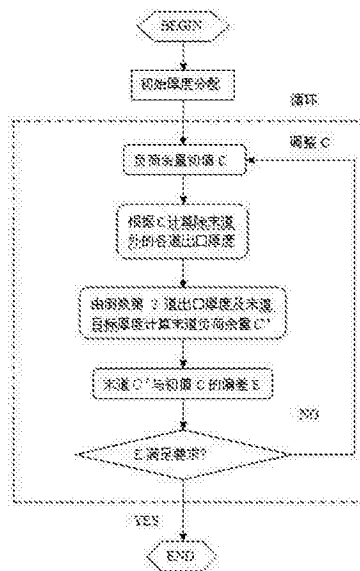 BEGIN
初始厚度分配
循环
负荷余量初值 C
调整 C
根据 C 计算除末道
外的各道出口厚度
由倒数第 2 道出口厚度及末道
目标厚度计算末道负荷余量 C'
末道 C' 与初值 C 的偏差 E
NO
E 满足要求?
YES
END